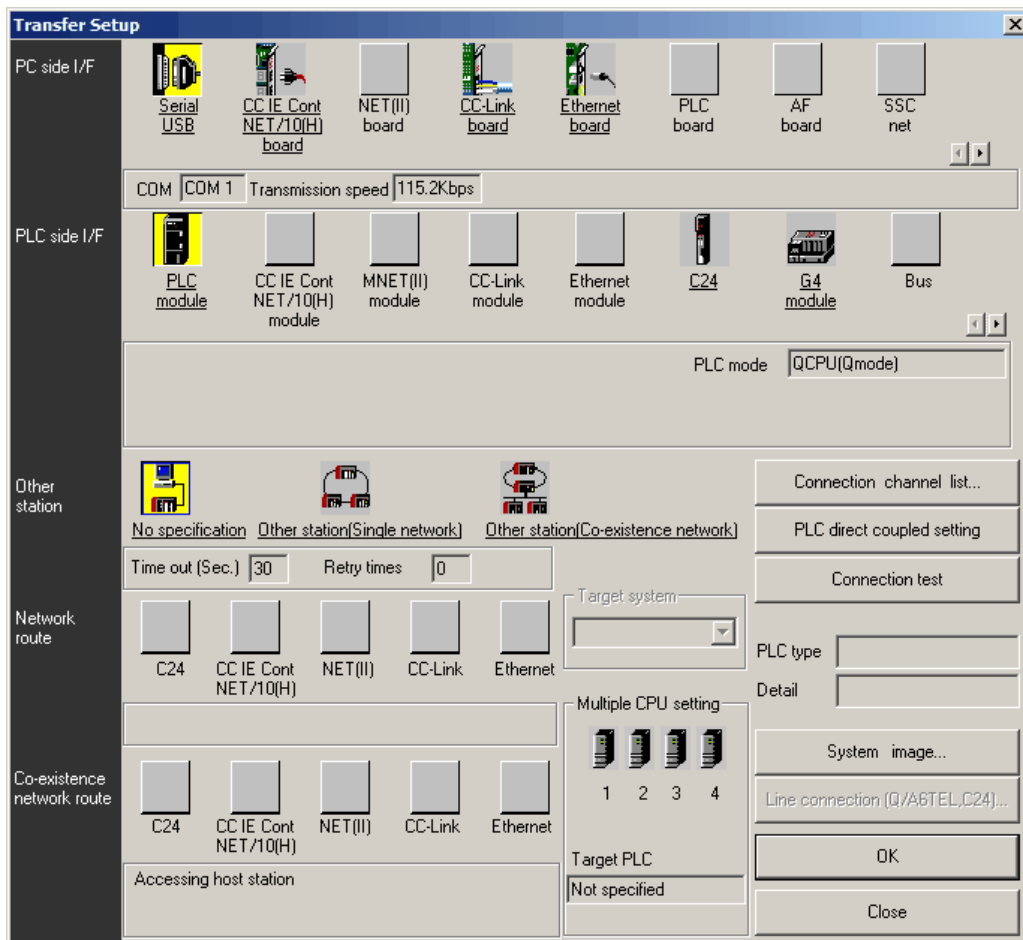 Transfer Setup
PC side I/F
Serial
USB
CC IE Cont
NET/10(H)
board
NET(II)
board
CC-Link
board
Ethernet
board
PLC
board
AF
board
SSC
net
COM COM 1 Transmission speed 115.2Kbps
PLC side I/F
PLC
module
CC IE Cont
NET/10(H)
module
MNET(II)
module
CC-Link
module
Ethernet
module
C24
G4
module
Bus
PLC mode QCPU(Qmode)
Other
station
No specification
Other station(Single network)
Other station(Co-existence network)
Time out (Sec.) 30 Retry times 0
Connection channel list...
PLC direct coupled setting
Connection test
Network
route
C24
CC IE Cont
NET/10(H)
NET(II)
CC-Link
Ethernet
Target system
PLC type
Detail
Multiple CPU setting
1 2 3 4
Target PLC
Not specified
System image...
Line connection (Q/A6TEL,C24)...
OK
Close
Co-existence
network route
C24
CC IE Cont
NET/10(H)
NET(II)
CC-Link
Ethernet
Accessing host station